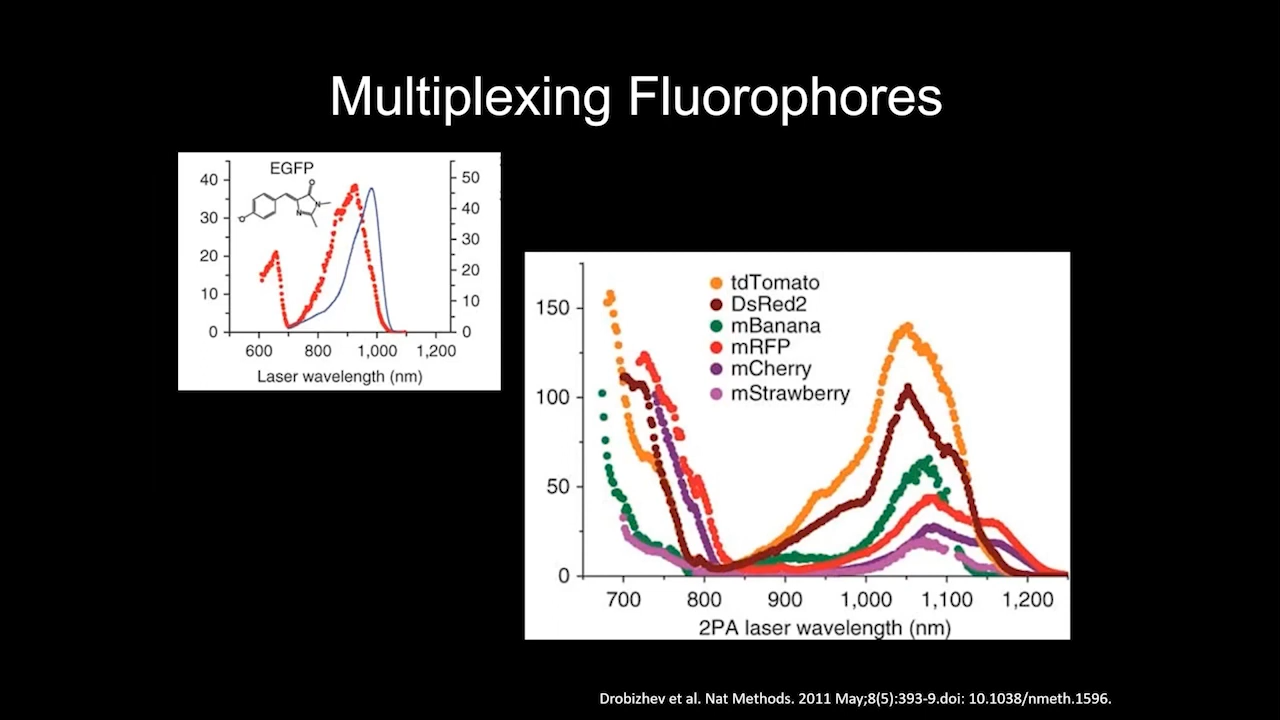 Multiplexing Fluorophores
EGFP
40
30
20
10
0
50
40
30
20
10
0
600 800 1,000 1,200
Laser wavelength (nm)
O
N
N
O
tdTomato
DsRed2
mBanana
mRFP
mCherry
mStrawberry
150
100
50
0
700 800 900 1,000 1,100 1,200
2PA laser wavelength (nm)
Drobizhev et al. Nat Methods. 2011 May;8(5):393-9.doi: 10.1038/nmeth.1596.